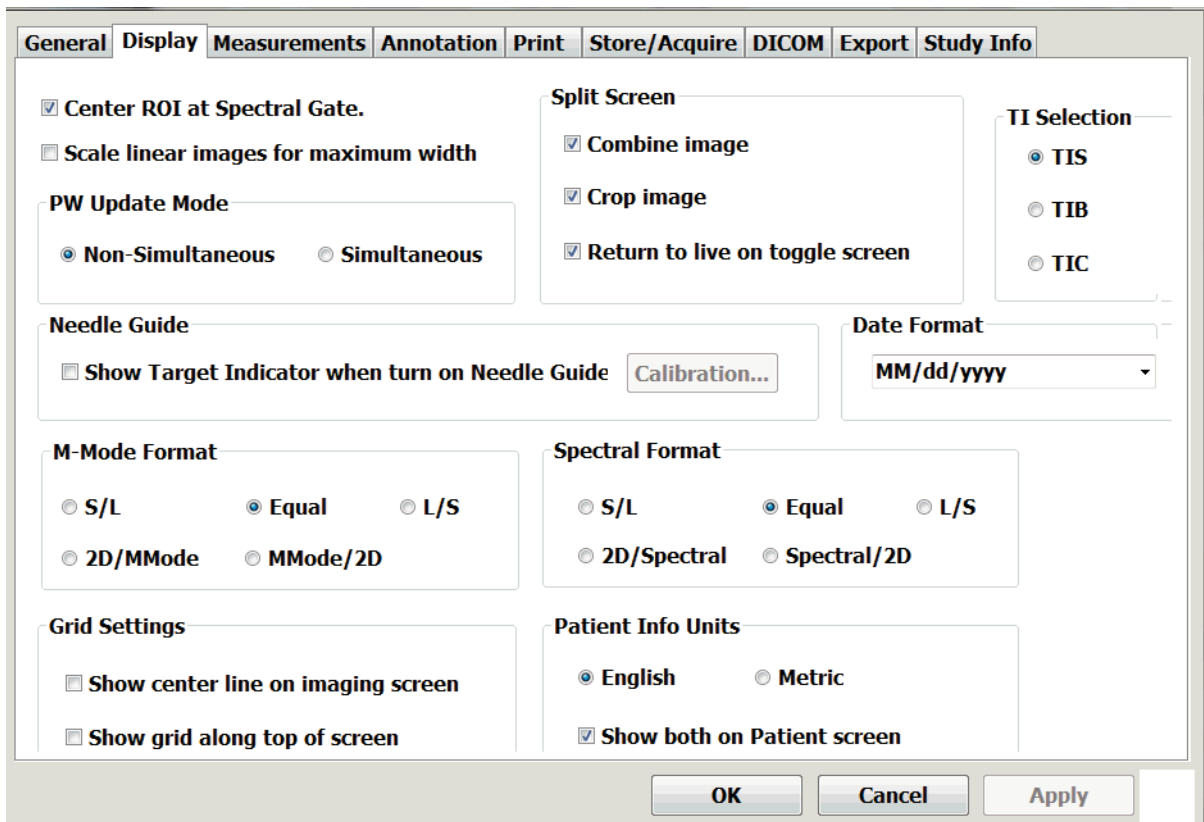 General Display Measurements Annotation Print Store/Acquire DICOM Export Study Info
Center ROI at Spectral Gate.
Scale linear images for maximum width
PW Update Mode
Non-Simultaneous Simultaneous
Split Screen
Combine image
Crop image
Return to live on toggle screen
TI Selection
TIS
TIB
TIC
Needle Guide
Show Target Indicator when turn on Needle Guide Calibration...
Date Format
MM/dd/yyyy
M-Mode Format
S/L Equal L/S
2D/MMode MMode/2D
Spectral Format
S/L Equal L/S
2D/Spectral Spectral/2D
Grid Settings
Show center line on imaging screen
Show grid along top of screen
Patient Info Units
English Metric
Show both on Patient screen
OK Cancel Apply